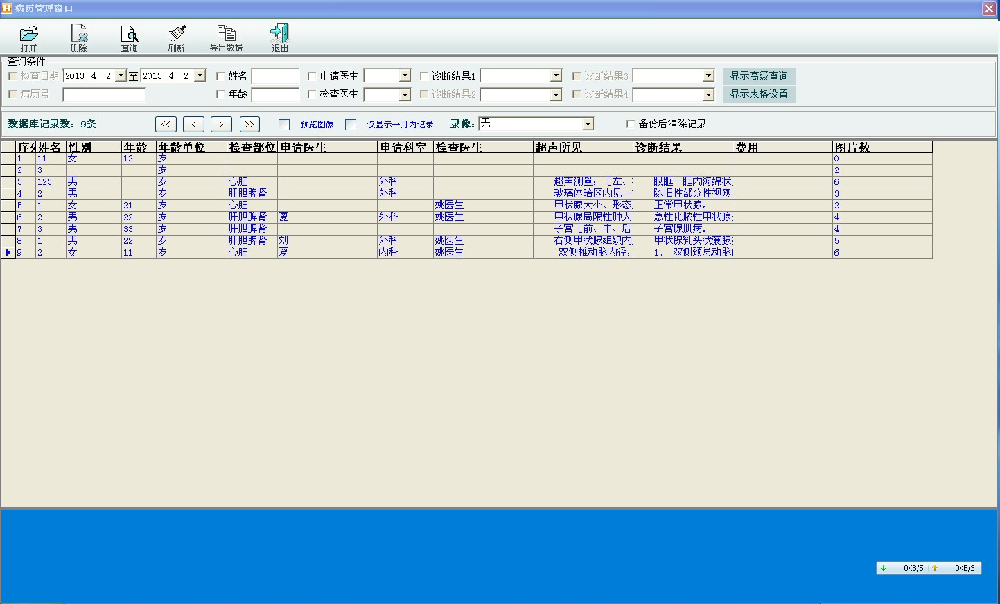 病历管理窗口
打开 删除 查询 刷新 导出数据 退出
查询条件
检查日期 2013-4-2 至 2013-4-2 姓名 申请医生 诊断结果1 诊断结果3 显示高级查询
病历号 年龄 检查医生 诊断结果2 诊断结果4 显示表格设置
数据库记录数：9条 << < > >> 预览图像 仅显示一月内记录 录像： 无 备份后清除记录
序列 姓名 性别 年龄 年龄单位 检查部位 申请医生 申请科室 检查医生 超声所见 诊断结果 费用 图片数
1 11 女 12 岁 0
2 3 岁 2
3 123 男 岁 心脏 外科 超声测量：［左、 眼眶一眶内海绵状 6
4 2 男 岁 肝胆脾肾 外科 玻璃体暗区内见一 陈旧性部分性视网 3
5 1 女 21 岁 心脏 姚医生 甲状腺大小、形态 正常甲状腺。 2
6 2 男 22 岁 肝胆脾肾 夏 外科 姚医生 甲状腺局限性肿大 急性化脓性甲状腺 4
7 3 男 33 岁 肝胆脾肾 子宫［前、中、后 子宫腺肌病。 4
8 1 男 22 岁 肝胆脾肾 刘 外科 姚医生 右侧甲状腺组织内 甲状腺乳头状囊腺 5
9 2 女 11 岁 心脏 夏 内科 姚医生 双侧椎动脉内径， 1、 双侧颈总动脉 6
0KB/S 0KB/S